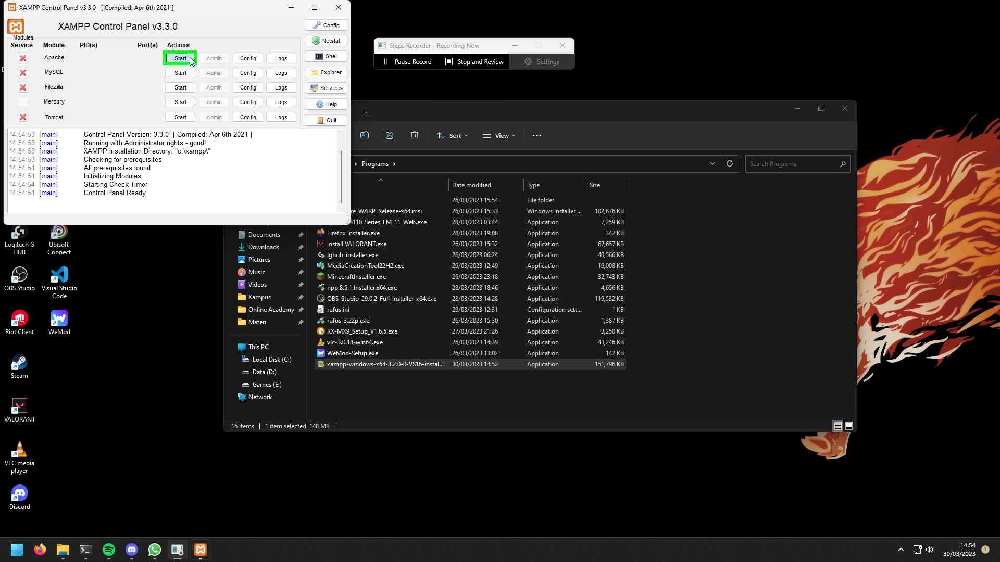 XAMPP Control Panel v3.3.0 [ Compiled: Apr 6th 2021 ]
XAMPP Control Panel v3.3.0
Config
Modules
Service Module PID(s) Port(s) Actions
Netstat
Apache Start Admin Config Logs
Shell
MySQL Start Admin Config Logs
Explorer
FileZilla Start Admin Config Logs
Services
Mercury Start Admin Config Logs
Help
Tomcat Start Admin Config Logs
Quit
14:54:53 [main] Control Panel Version: 3.3.0 [ Compiled: Apr 6th 2021 ]
14:54:53 [main] Running with Administrator rights - good!
14:54:53 [main] XAMPP Installation Directory: "c:\xampp\"
14:54:53 [main] Checking for prerequisites
14:54:54 [main] All prerequisites found
14:54:54 [main] Initializing Modules
14:54:54 [main] Starting Check-Timer
14:54:54 [main] Control Panel Ready
Steps Recorder - Recording Now
Pause Record Stop and Review Settings
Sort View
Programs Search Programs
Date modified Type Size
26/03/2023 15:54 File folder
re_WARP_Release-x64.msi 26/03/2023 15:33 Windows Installer ... 102,676 KB
3110_Series_EM_11_Web.exe 28/03/2023 03:44 Application 7,259 KB
Firefox Installer.exe 28/03/2023 19:08 Application 342 KB
Install VALORANT.exe 26/03/2023 15:32 Application 67,657 KB
lghub_installer.exe 26/03/2023 06:24 Application 40,566 KB
MediaCreationTool22H2.exe 29/03/2023 12:49 Application 19,008 KB
MinecraftInstaller.exe 26/03/2023 23:18 Application 32,743 KB
npp.8.5.1.Installer.x64.exe 28/03/2023 18:46 Application 4,656 KB
OBS-Studio-29.0.2-Full-Installer-x64.exe 28/03/2023 14:28 Application 119,532 KB
rufus.ini 29/03/2023 12:31 Configuration sett... 1 KB
rufus-3.22p.exe 26/03/2023 15:30 Application 1,387 KB
RX-MX9_Setup_V1.6.5.exe 27/03/2023 21:26 Application 3,250 KB
vlc-3.0.18-win64.exe 26/03/2023 14:39 Application 43,246 KB
WeMod-Setup.exe 26/03/2023 13:02 Application 142 KB
xampp-windows-x64-8.2.0-0-VS16-instal... 30/03/2023 14:52 Application 151,796 KB
Documents
Downloads
Pictures
Music
Videos
Kampus
Online Academy
Materi
This PC
Local Disk (C:)
Data (D:)
Games (E:)
Network
16 items 1 item selected 148 MB
Logitech G
HUB
Ubisoft
Connect
OBS Studio
Visual Studio
Code
Riot Client
WeMod
Steam
VALORANT
VLC media
player
Discord
14:54
30/03/2023
1